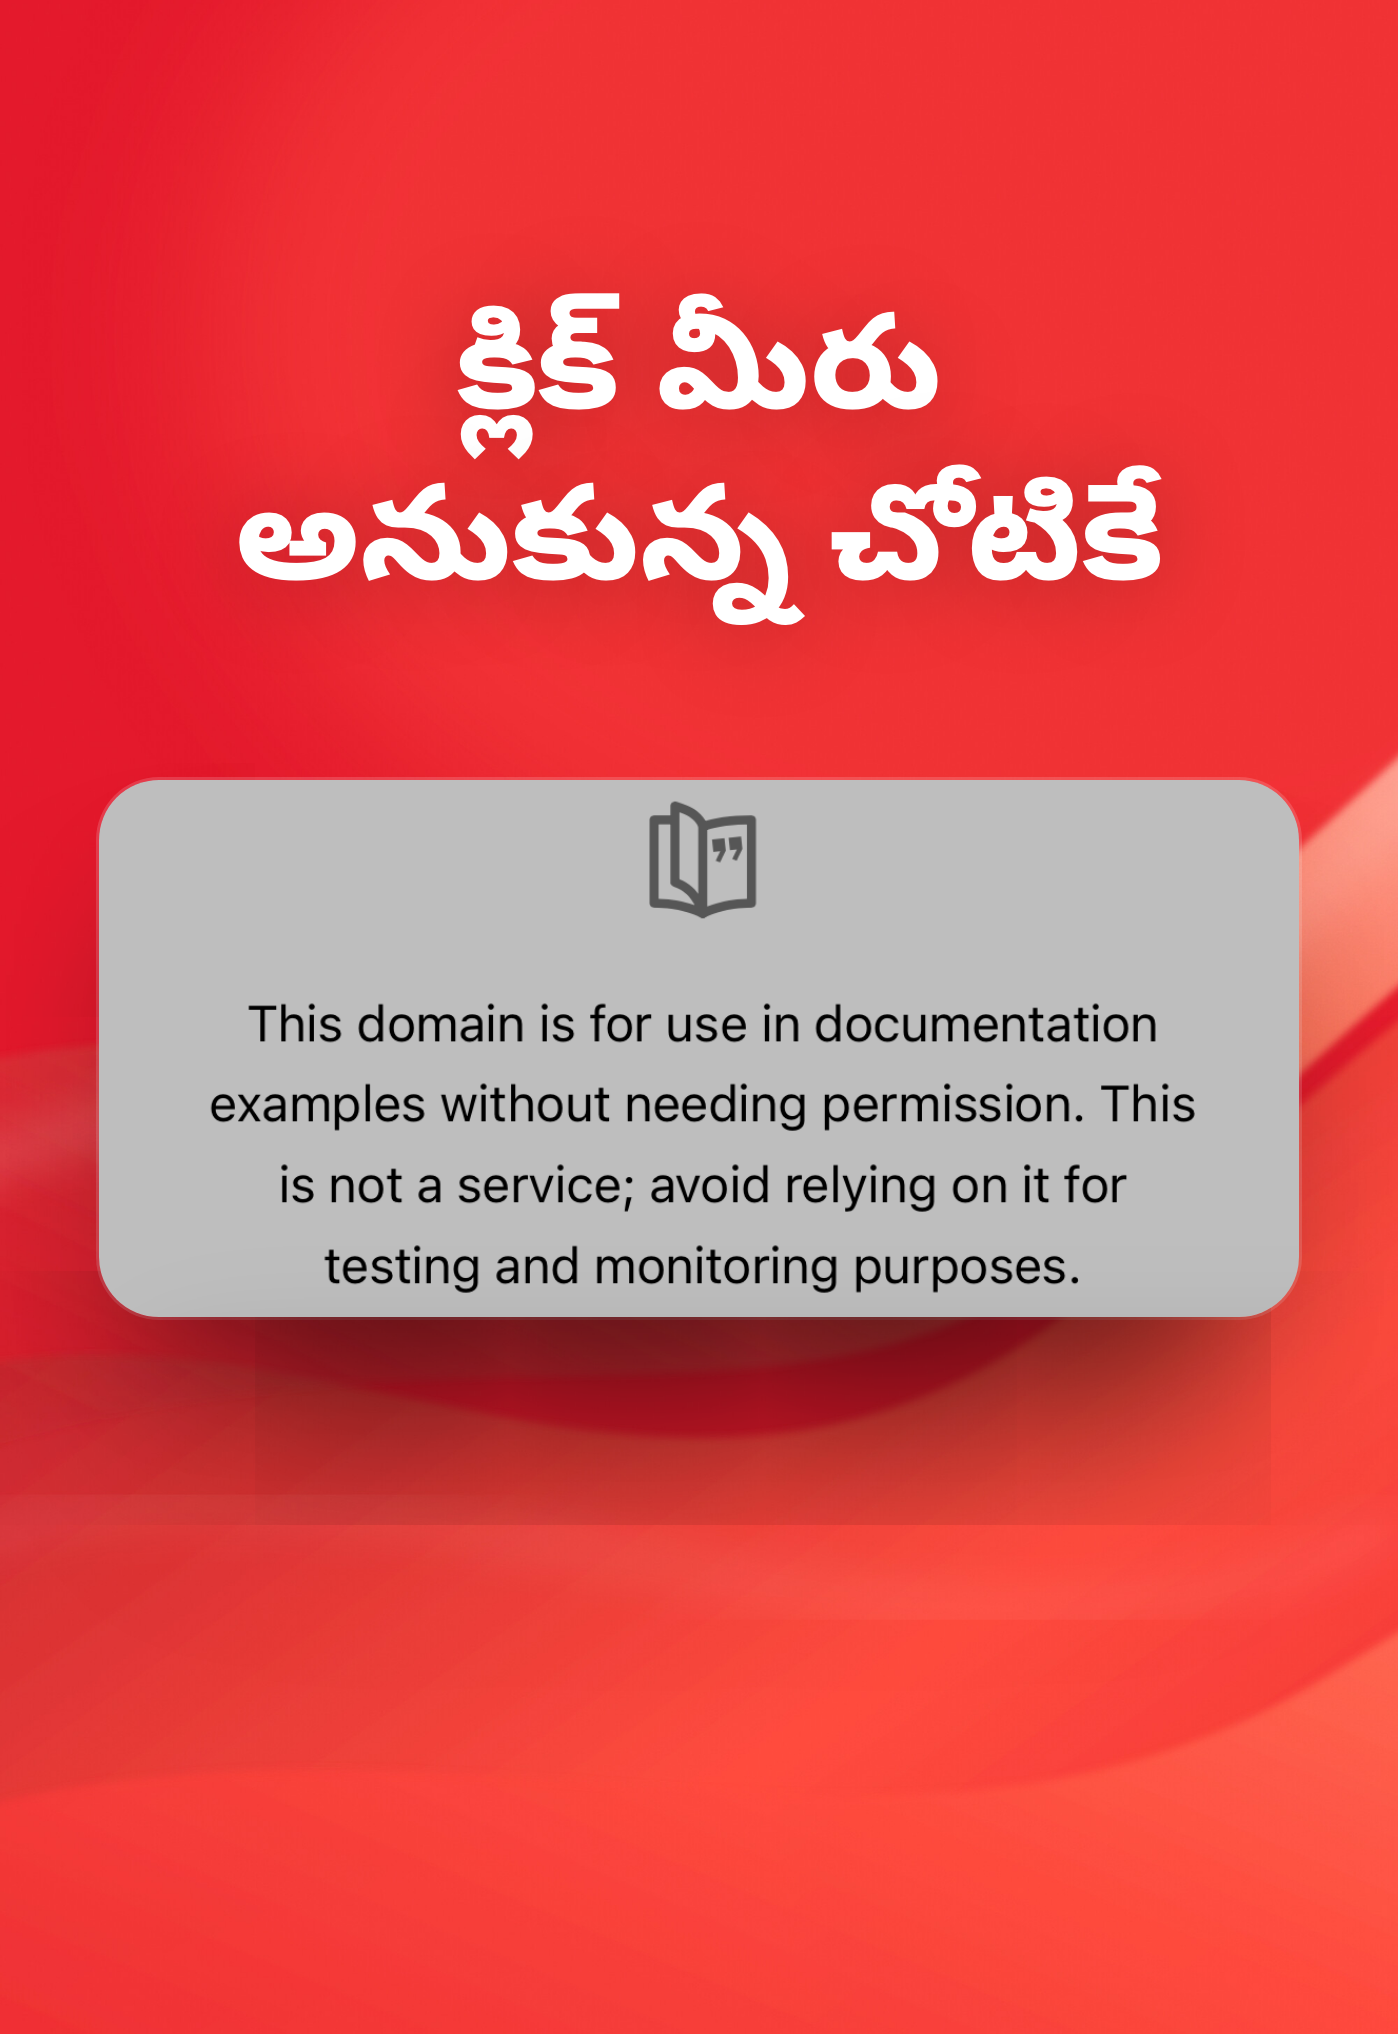 క్లిక్ మీరు
అనుకున్న చోటికే
This domain is for use in documentation
examples without needing permission. This
is not a service; avoid relying on it for
testing and monitoring purposes.